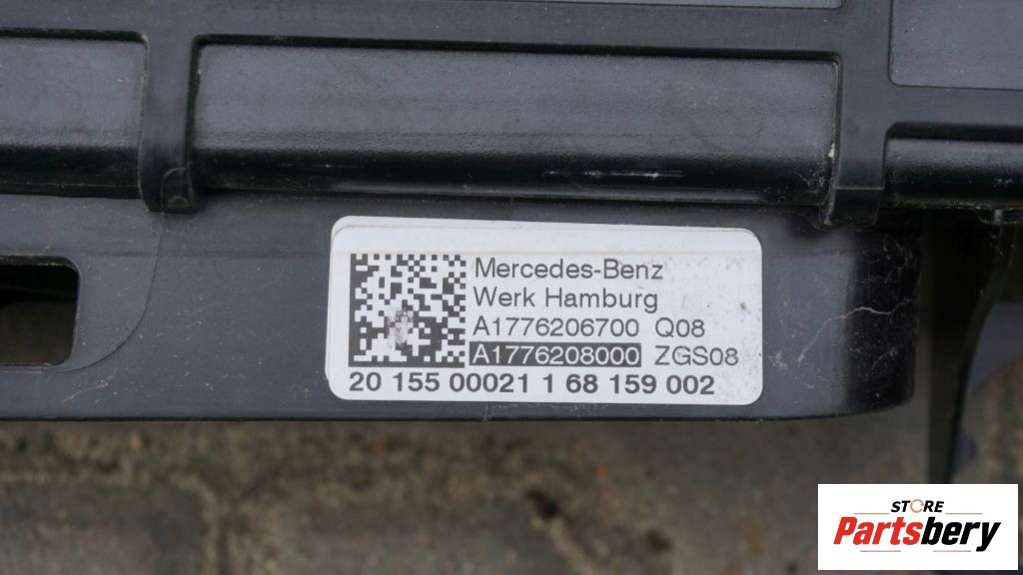 Mercedes-Benz
Werk Hamburg
A1776206700 Q08
A1776208000 ZGS08
20 155 00021 1 68 159 002
STORE
Partsbery